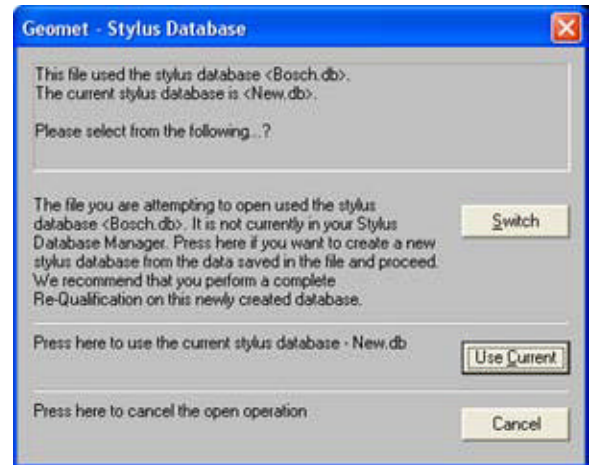 Geomet - Stylus Database
This file used the stylus database <Bosch.db>.
The current stylus database is <New.db>.
Please select from the following...?
The file you are attempting to open used the stylus
database <Bosch.db>. It is not currently in your Stylus
Database Manager. Press here if you want to create a new
stylus database from the data saved in the file and proceed.
We recommend that you perform a complete
Re-Qualification on this newly created database.
Switch
Press here to use the current stylus database - New.db
Use Current
Press here to cancel the open operation
Cancel